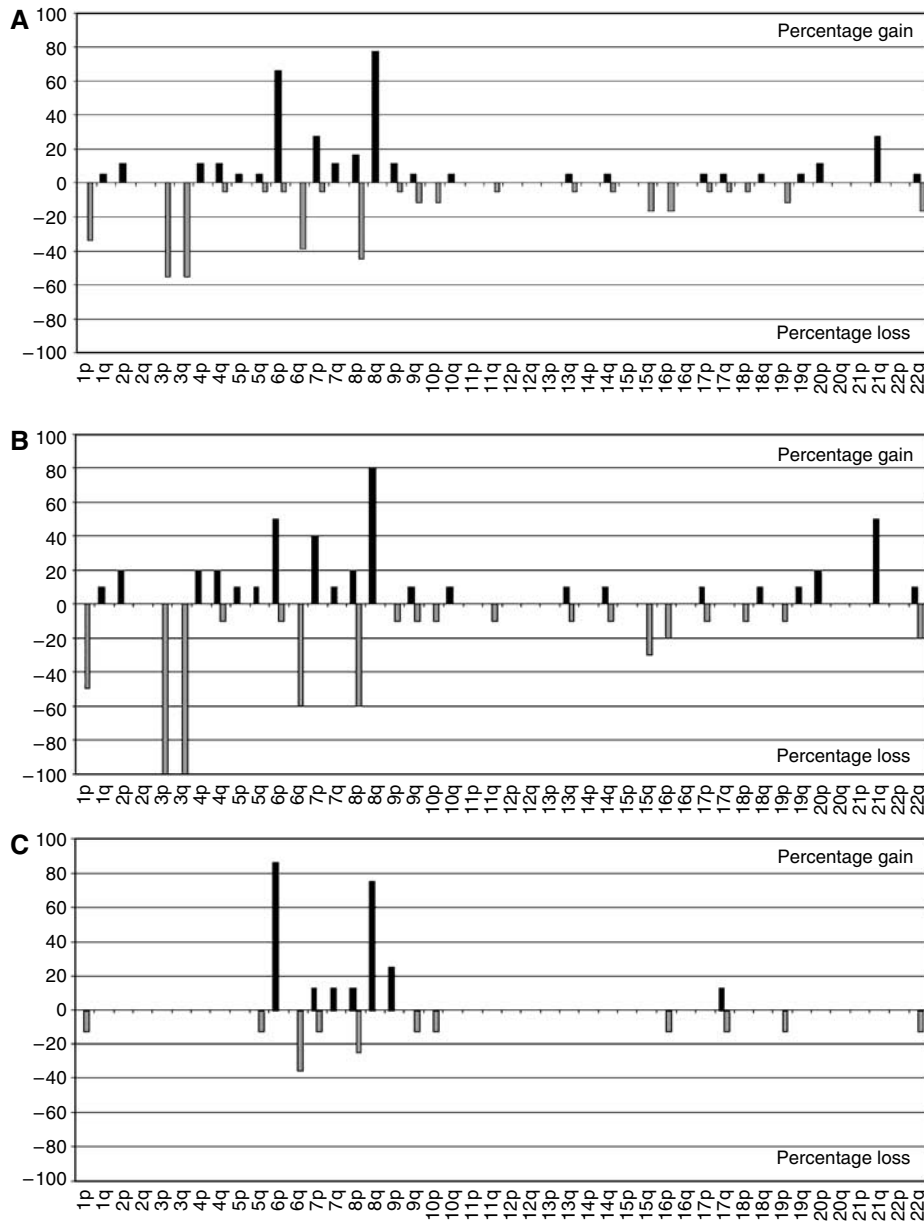 A
100
Percentage gain
80
60
40
20
0
−20
−40
−60
−80
Percentage loss
−100
1p 1q 2p 2q 3p 3q 4p 4q 5p 5q 6p 6q 7p 7q 8p 8q 9p 9q 10p 10q 11p 11q 12p 12q 13p 13q 14p 14q 15p 15q 16p 16q 17p 17q 18p 18q 19p 19q 20p 20q 21p 21q 22p 22q
B
100
Percentage gain
80
60
40
20
0
−20
−40
−60
−80
Percentage loss
−100
1p 1q 2p 2q 3p 3q 4p 4q 5p 5q 6p 6q 7p 7q 8p 8q 9p 9q 10p 10q 11p 11q 12p 12q 13p 13q 14p 14q 15p 15q 16p 16q 17p 17q 18p 18q 19p 19q 20p 20q 21p 21q 22p 22q
C
100
Percentage gain
80
60
40
20
0
−20
−40
−60
−80
Percentage loss
−100
1p 1q 2p 2q 3p 3q 4p 4q 5p 5q 6p 6q 7p 7q 8p 8q 9p 9q 10p 10q 11p 11q 12p 12q 13p 13q 14p 14q 15p 15q 16p 16q 17p 17q 18p 18q 19p 19q 20p 20q 21p 21q 22p 22q